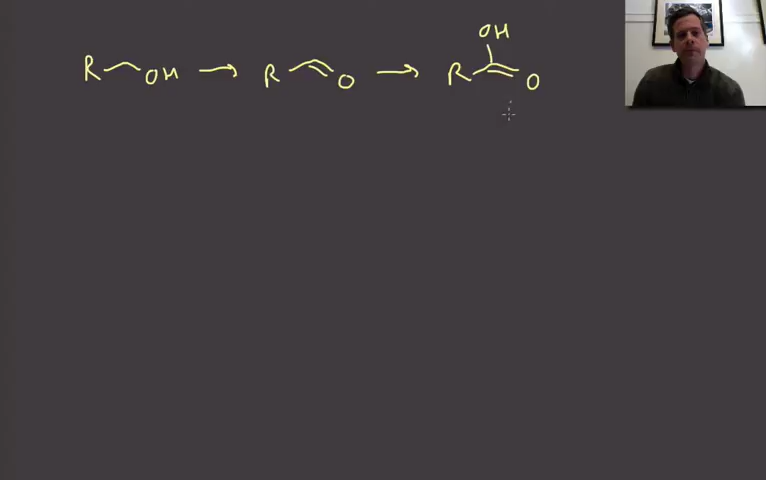 OH
R OH → R O → R O